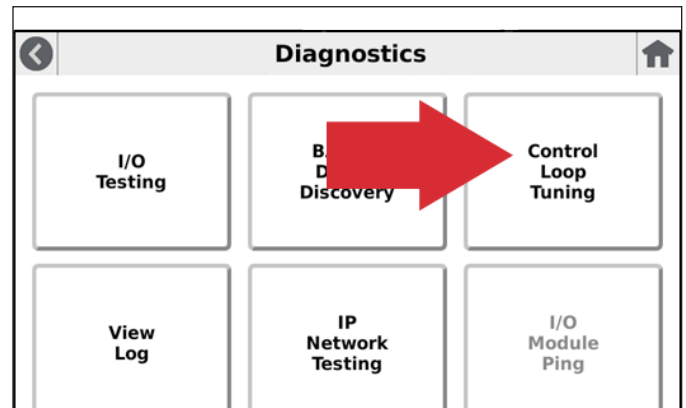 Diagnostics
I/O
Testing
Discovery
Control
Loop
Tuning
View
Log
IP
Network
Testing
I/O
Module
Ping